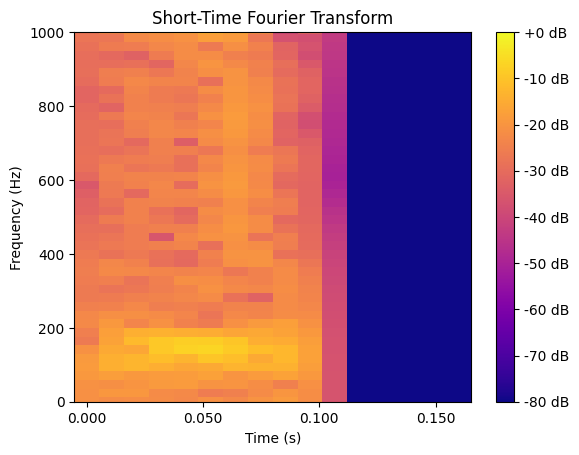 Short-Time Fourier Transform
1000
800
600
400
200
0
Frequency (Hz)
0.000
0.050
0.100
0.150
Time (s)
+0 dB
-10 dB
-20 dB
-30 dB
-40 dB
-50 dB
-60 dB
-70 dB
-80 dB